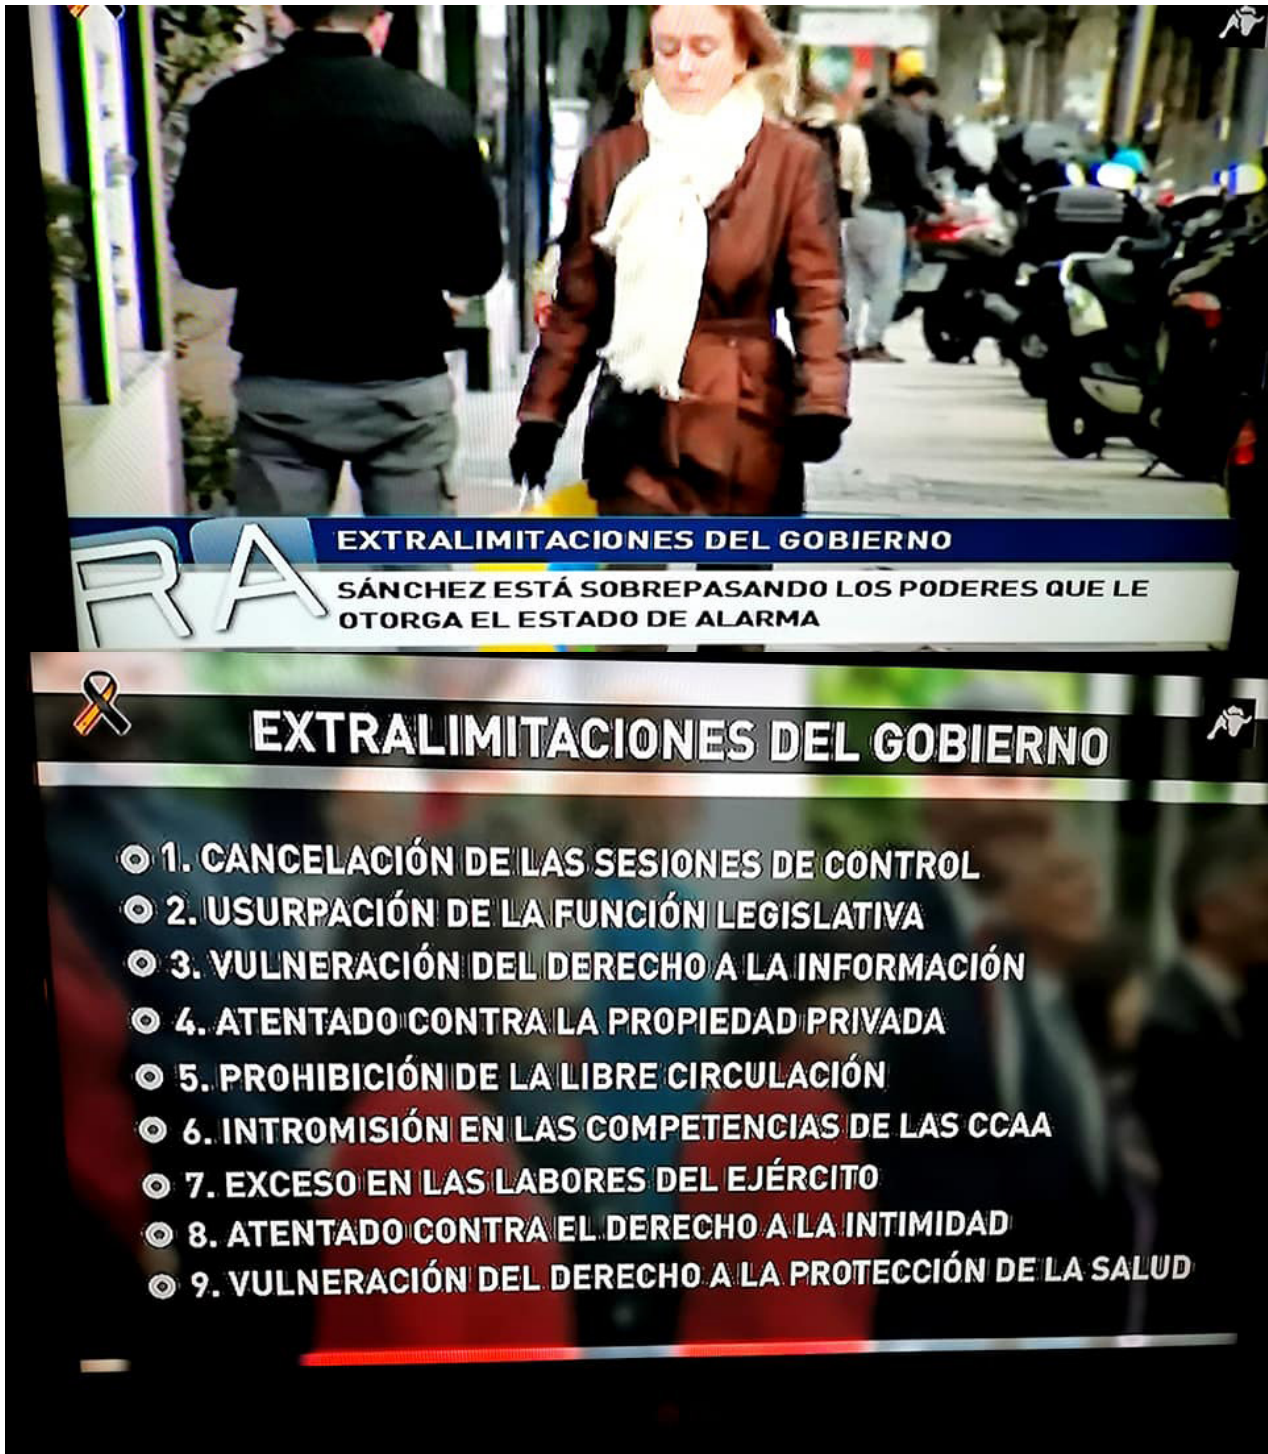 RA
EXTRALIMITACIONES DEL GOBIERNO
SÁNCHEZ ESTÁ SOBREPASANDO LOS PODERES QUE LE
OTORGA EL ESTADO DE ALARMA
EXTRALIMITACIONES DEL GOBIERNO
1. CANCELACIÓN DE LAS SESIONES DE CONTROL
2. USURPACIÓN DE LA FUNCIÓN LEGISLATIVA
3. VULNERACIÓN DEL DERECHO A LA INFORMACIÓN
4. ATENTADO CONTRA LA PROPIEDAD PRIVADA
5. PROHIBICIÓN DE LA LIBRE CIRCULACIÓN
6. INTROMISIÓN EN LAS COMPETENCIAS DE LAS CCAA
7. EXCESO EN LAS LABORES DEL EJÉRCITO
8. ATENTADO CONTRA EL DERECHO A LA INTIMIDAD
9. VULNERACIÓN DEL DERECHO A LA PROTECCIÓN DE LA SALUD